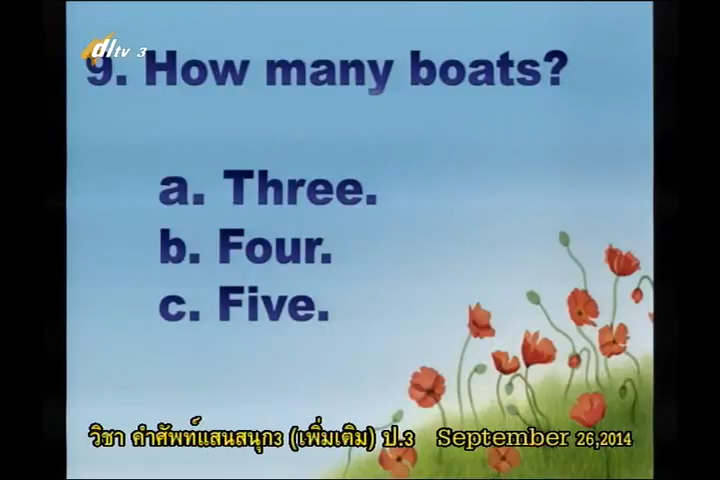 dltv 3
9. How many boats?
a. Three.
b. Four.
c. Five.
วิชา คำศัพท์แสนสนุก3 (เพิ่มเติม) ป.3 September 26,2014